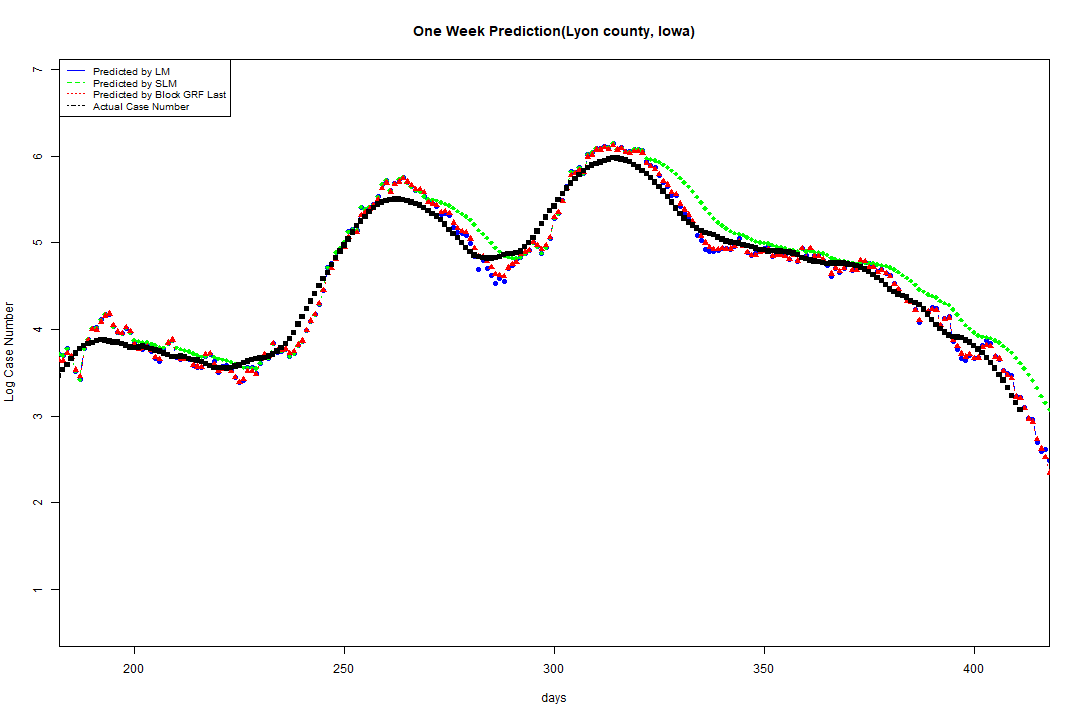 One Week Prediction(Lyon county, Iowa)
Predicted by LM
Predicted by SLM
Predicted by Block GRF Last
Actual Case Number
7
6
5
4
3
2
1
Log Case Number
200 250 300 350 400
days